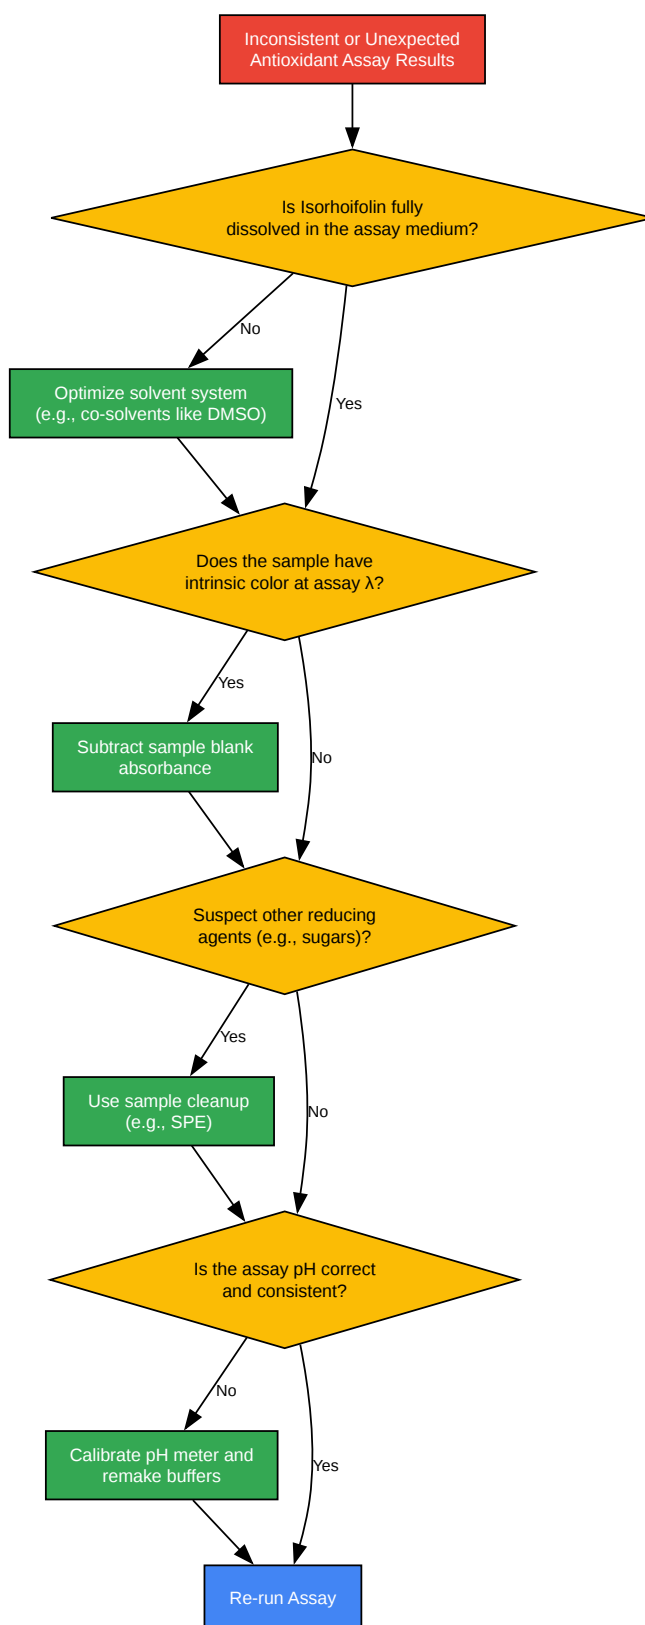 Inconsistent or Unexpected
Antioxidant Assay Results
Is Isorhoifolin fully
dissolved in the assay medium?
No
Optimize solvent system
(e.g., co-solvents like DMSO)
Yes
Does the sample have
intrinsic color at assay λ?
Yes
Subtract sample blank
absorbance
No
Suspect other reducing
agents (e.g., sugars)?
Yes
Use sample cleanup
(e.g., SPE)
No
Is the assay pH correct
and consistent?
No
Calibrate pH meter and
remake buffers
Yes
Re-run Assay